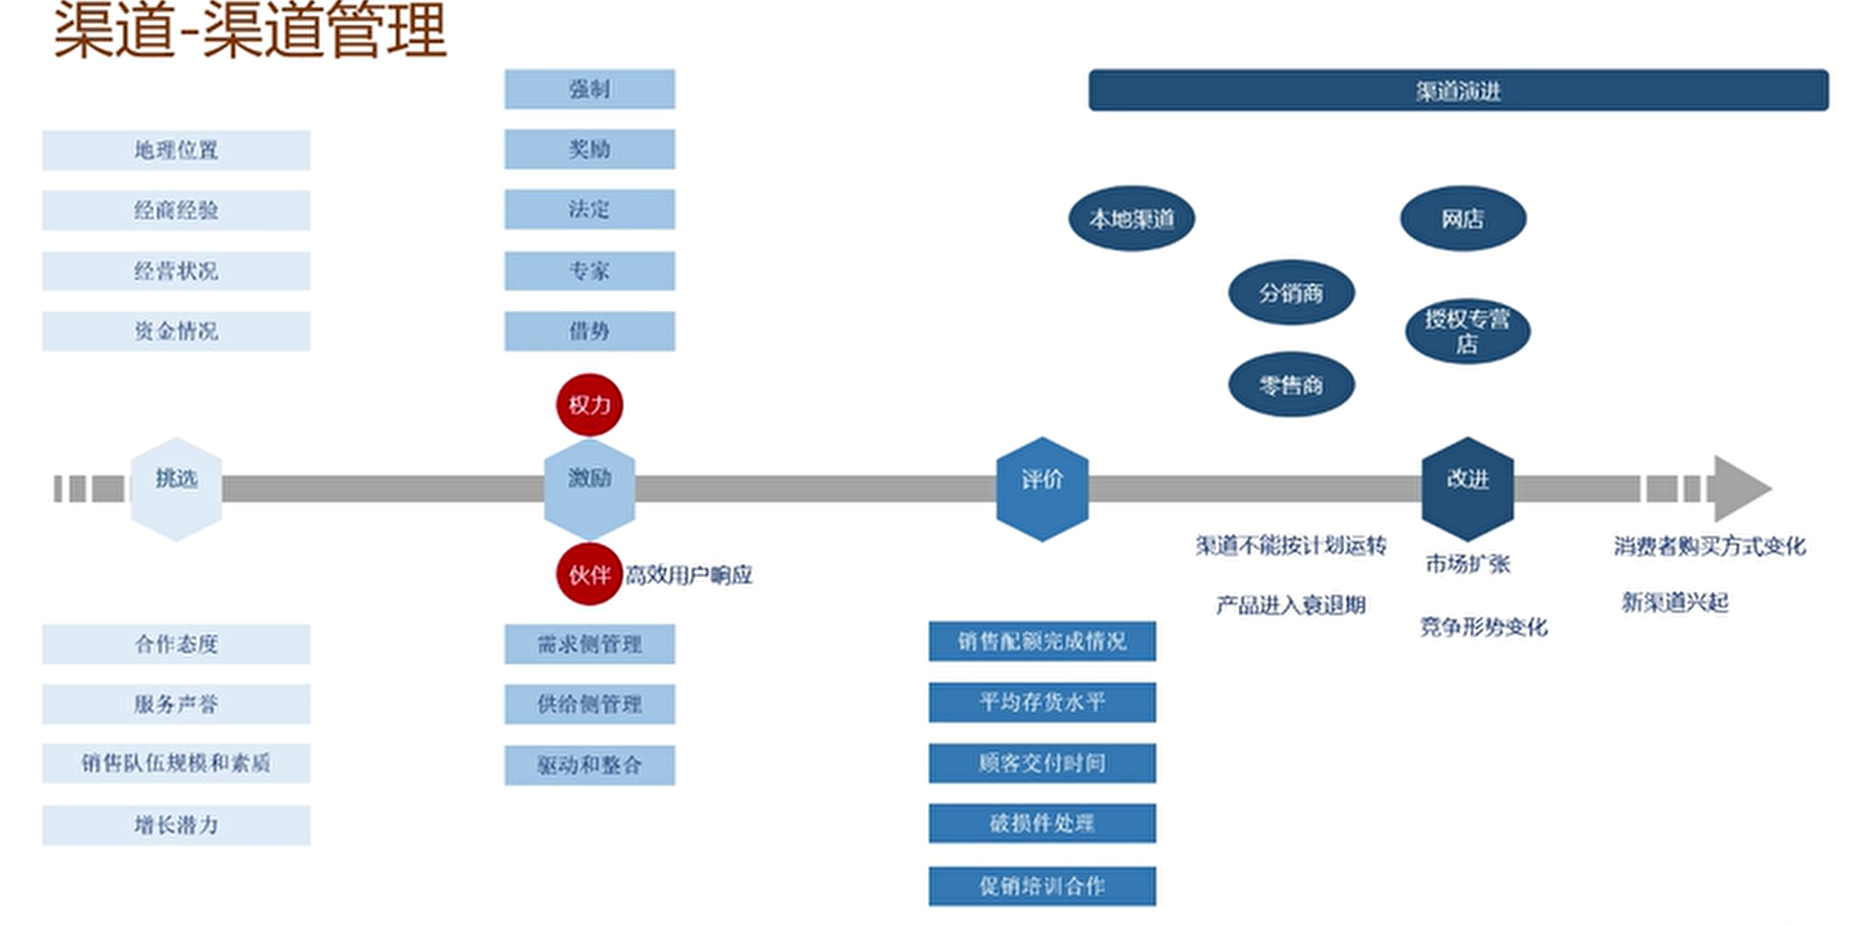 渠道-渠道管理
地理位置
经商经验
经营状况
资金情况
挑选
合作态度
服务声誉
销售队伍规模和素质
增长潜力
强制
奖励
法定
专家
借势
权力
激励
伙伴
高效用户响应
需求侧管理
供给侧管理
驱动和整合
评价
销售配额完成情况
平均存货水平
顾客交付时间
破损件处理
促销培训合作
渠道演进
本地渠道
分销商
零售商
网店
授权专营
店
改进
渠道不能按计划运转
产品进入衰退期
市场扩张
竞争形势变化
消费者购买方式变化
新渠道兴起